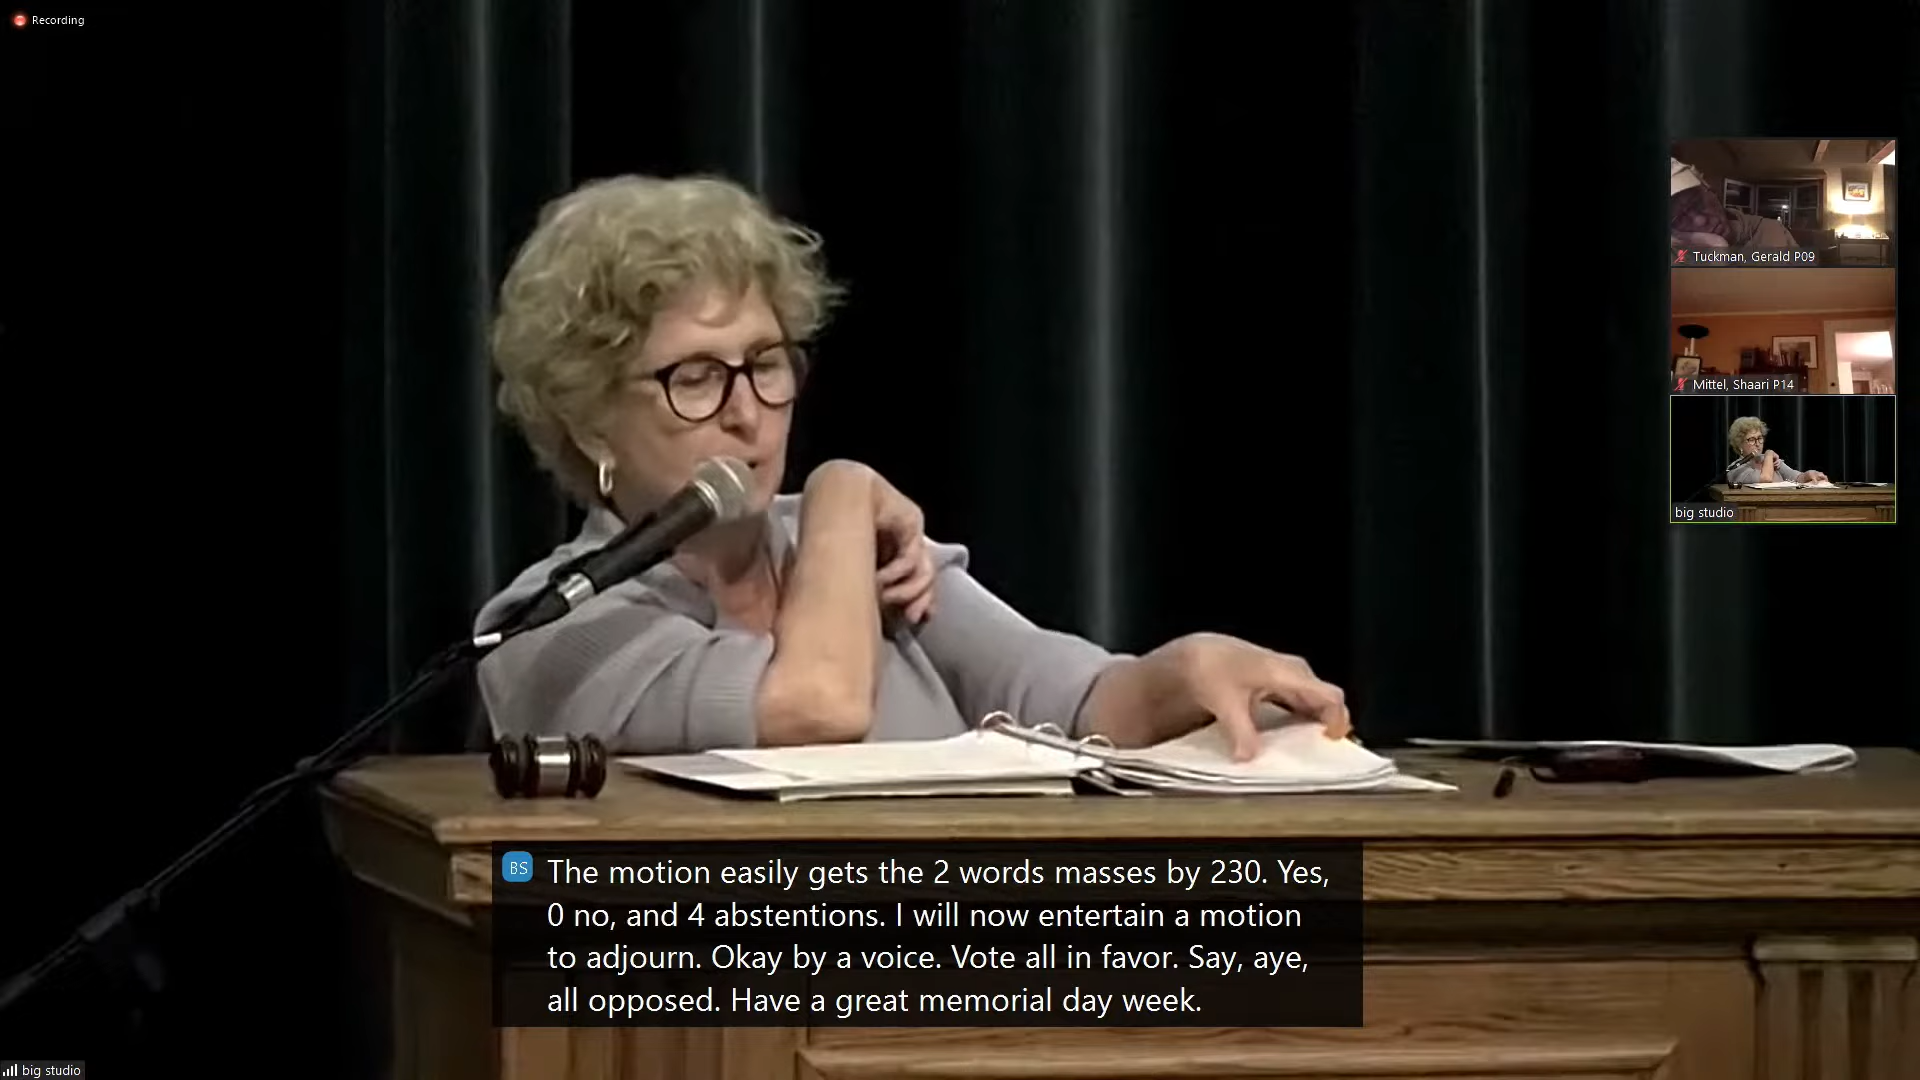 Recording
Tuckman, Gerald P09
Mittel, Shaari P14
big studio
BS
The motion easily gets the 2 words masses by 230. Yes,
0 no, and 4 abstentions. I will now entertain a motion
to adjourn. Okay by a voice. Vote all in favor. Say, aye,
all opposed. Have a great memorial day week.
big studio